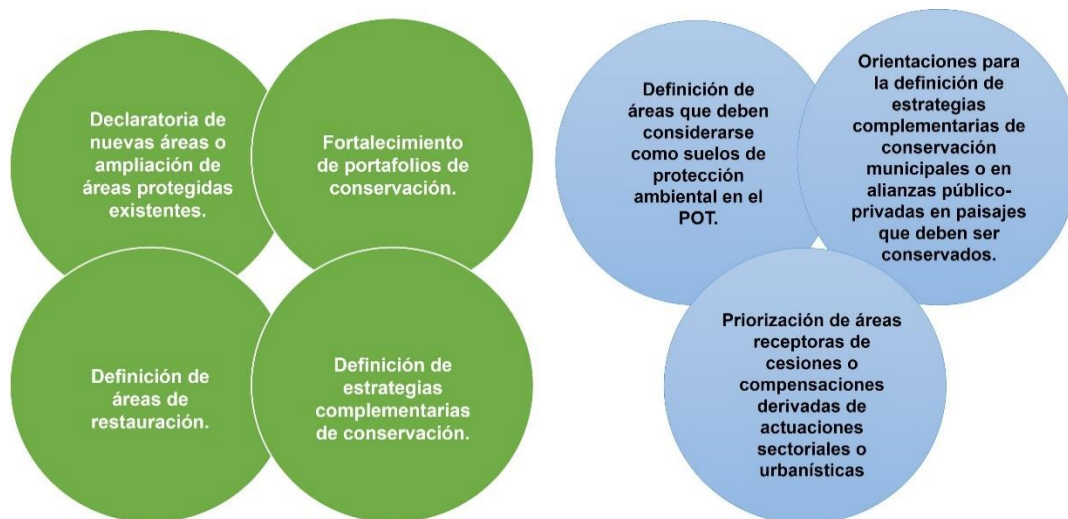 Declaratoria de
nuevas áreas o
ampliación de
áreas protegidas
existentes.
Fortalecimiento
de portafolios de
conservación.
Definición de
áreas de
restauración.
Definición de
estrategias
complementarias
de conservación.
Definición de
áreas que deben
considerarse
como suelos de
protección
ambiental en el
POT.
Orientaciones para
la definición de
estrategias
complementarias de
conservación
municipales o en
alianzas público-
privadas en paisajes
que deben ser
conservados.
Priorización de áreas
receptoras de
cesiones o
compensaciones
derivadas de
actuaciones
sectoriales o
urbanísticas